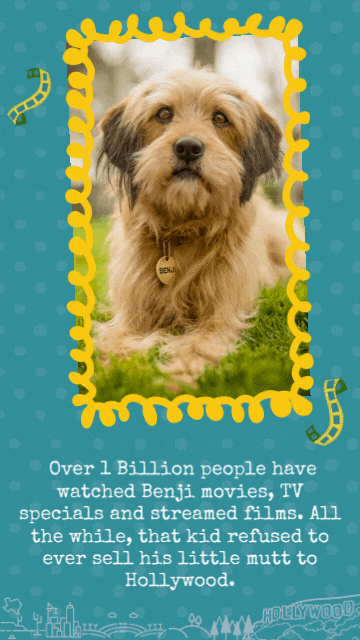 BENJI
Over 1 Billion people have
watched Benji movies, TV
specials and streamed films. All
the while, that kid refused to
ever sell his little mutt to
Hollywood.
HOLLYWOOD